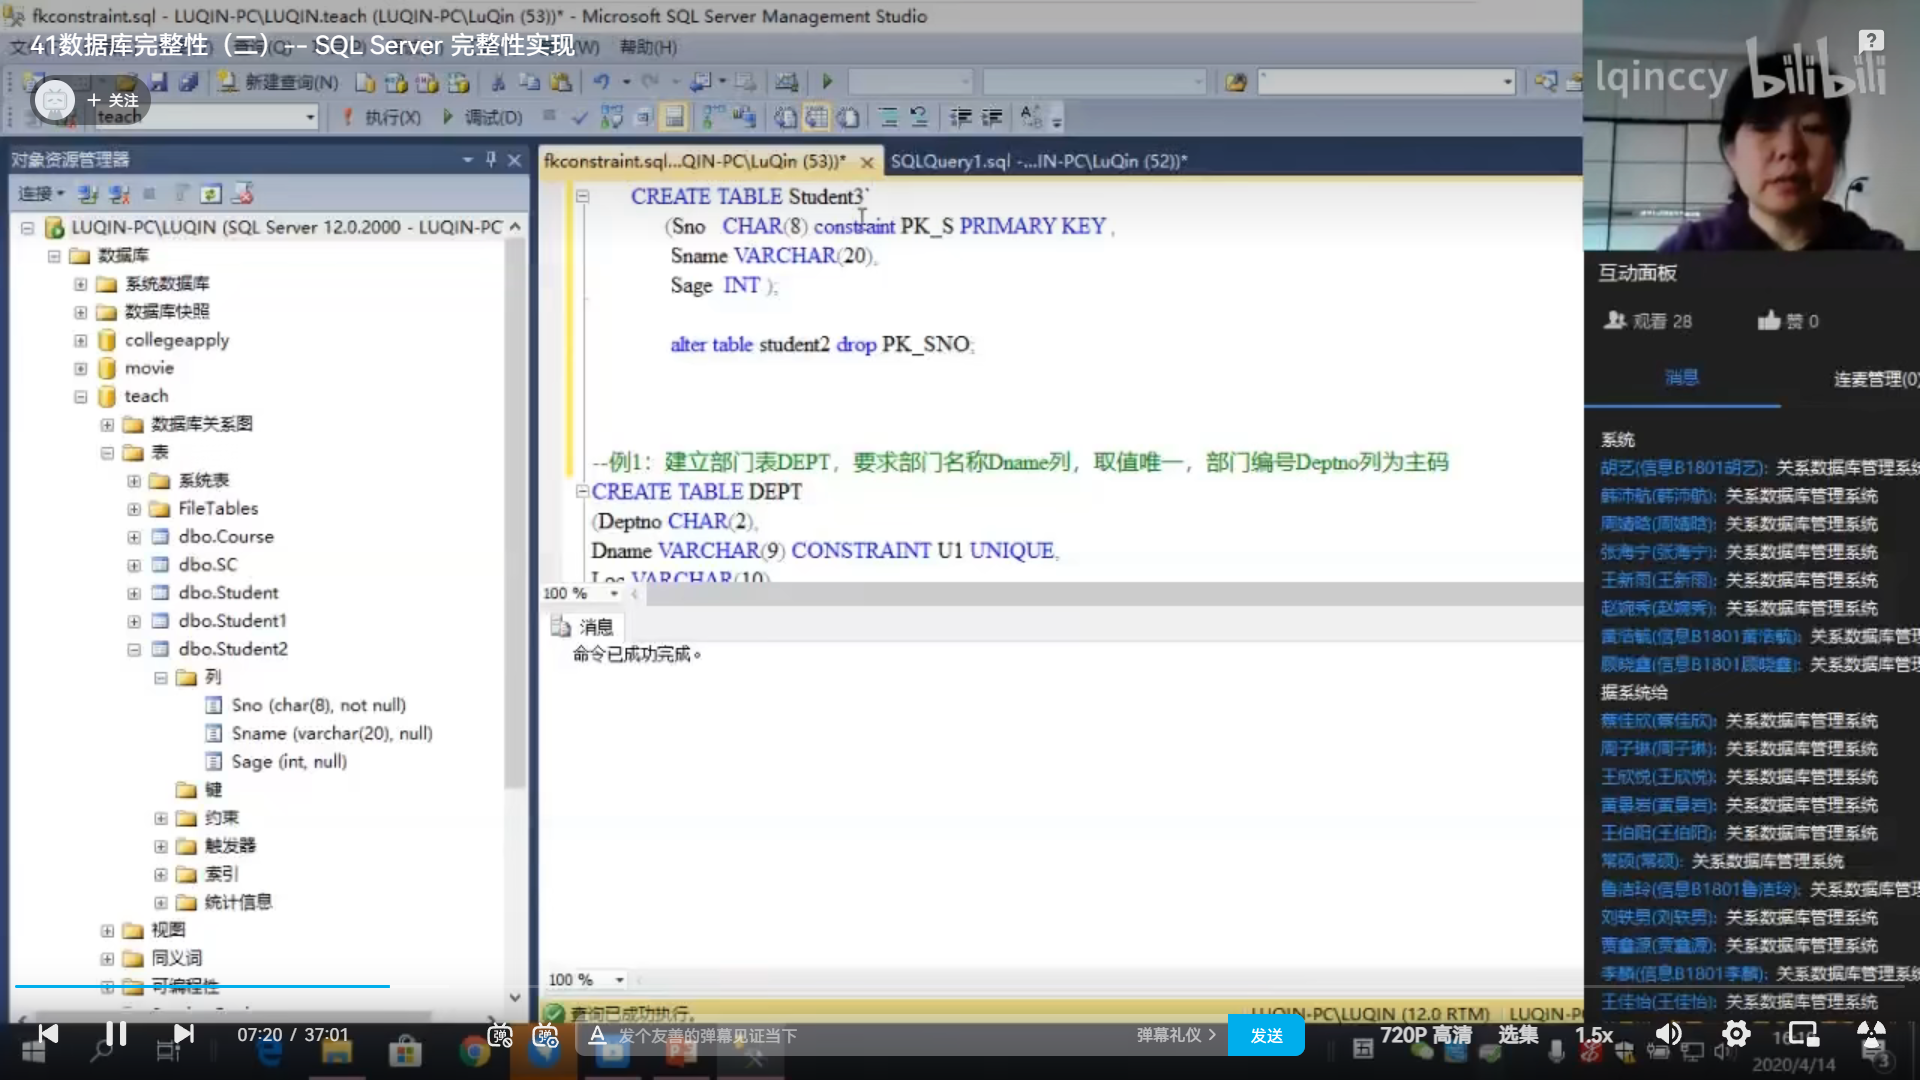 fkconstraint.sql - LUQIN-PC\LUQIN.teach (LUQIN-PC\LuQin (53))* - Microsoft SQL Server Management Studio
41数据库完整性（二）-- SQL Server 完整性实现
帮助(H)
lqinccy bilibili
新建查询(N)
+ 关注
teach
执行(X)
调试(D)
对象资源管理器
连接
LUQIN-PC\LUQIN (SQL Server 12.0.2000 - LUQIN-PC
数据库
系统数据库
数据库快照
collegeapply
movie
teach
数据库关系图
表
系统表
FileTables
dbo.Course
dbo.SC
dbo.Student
dbo.Student1
dbo.Student2
列
Sno (char(8), not null)
Sname (varchar(20), null)
Sage (int, null)
键
约束
触发器
索引
统计信息
视图
同义词
可编程性
fkconstraint.sql...QIN-PC\LuQin (53))*
SQLQuery1.sql -...IN-PC\LuQin (52))*
CREATE TABLE Student3`
(Sno CHAR(8) constraint PK_S PRIMARY KEY ,
Sname VARCHAR(20),
Sage INT );
alter table student2 drop PK_SNO;
--例1：建立部门表DEPT，要求部门名称Dname列，取值唯一，部门编号Deptno列为主码
CREATE TABLE DEPT
(Deptno CHAR(2),
Dname VARCHAR(9) CONSTRAINT U1 UNIQUE,
Loc VARCHAR(10)
100 %
消息
命令已成功完成。
100 %
查询已成功执行。
LUQIN-PC\LUQIN (12.0 RTM)
LUQIN-P
互动面板
观看 28
赞 0
消息
连麦管理(0)
系统
胡艺(信息B1801胡艺): 关系数据库管理系统
韩沛航(韩沛航): 关系数据库管理系统
周婧晗(周婧晗): 关系数据库管理系统
张海宁(张海宁): 关系数据库管理系统
王新雨(王新雨): 关系数据库管理系统
赵婉秀(赵婉秀): 关系数据库管理系统
关系数据库管理
顾晓鑫(信息B1801顾晓鑫): 关系数据库管理
据系统给
蔡佳欣(蔡佳欣): 关系数据库管理系统
周子琳(周子琳): 关系数据库管理系统
王欣悦(王欣悦): 关系数据库管理系统
董景岩(董景岩): 关系数据库管理系统
王伯阳(王伯阳): 关系数据库管理系统
常硕(常硕): 关系数据库管理系统
鲁洁玲(信息B1801鲁洁玲): 关系数据库管理
刘轶男(刘轶男): 关系数据库管理系统
贾鑫源(贾鑫源): 关系数据库管理系统
李麟(信息B1801李麟): 关系数据库管理系统
王佳怡(王佳怡): 关系数据库管理系统
07:20 / 37:01
发个友善的弹幕见证当下
弹幕礼仪
发送
720P 高清
选集
1.5x
2020/4/14